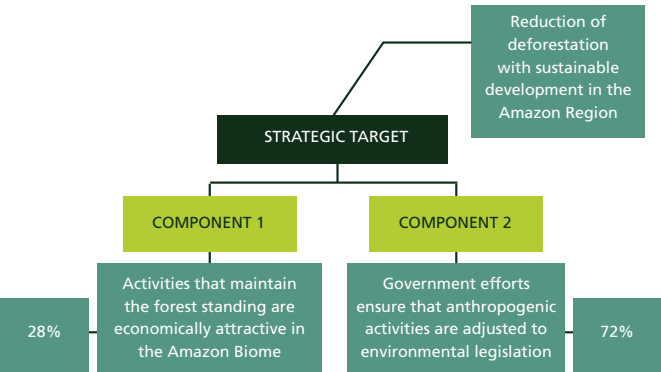 Reduction of
deforestation
with sustainable
development in the
Amazon Region
STRATEGIC TARGET
COMPONENT 1
COMPONENT 2
Activities that maintain
the forest standing are
economically attractive in
the Amazon Biome
Government efforts
ensure that anthropogenic
activities are adjusted to
environmental legislation
28%
72%